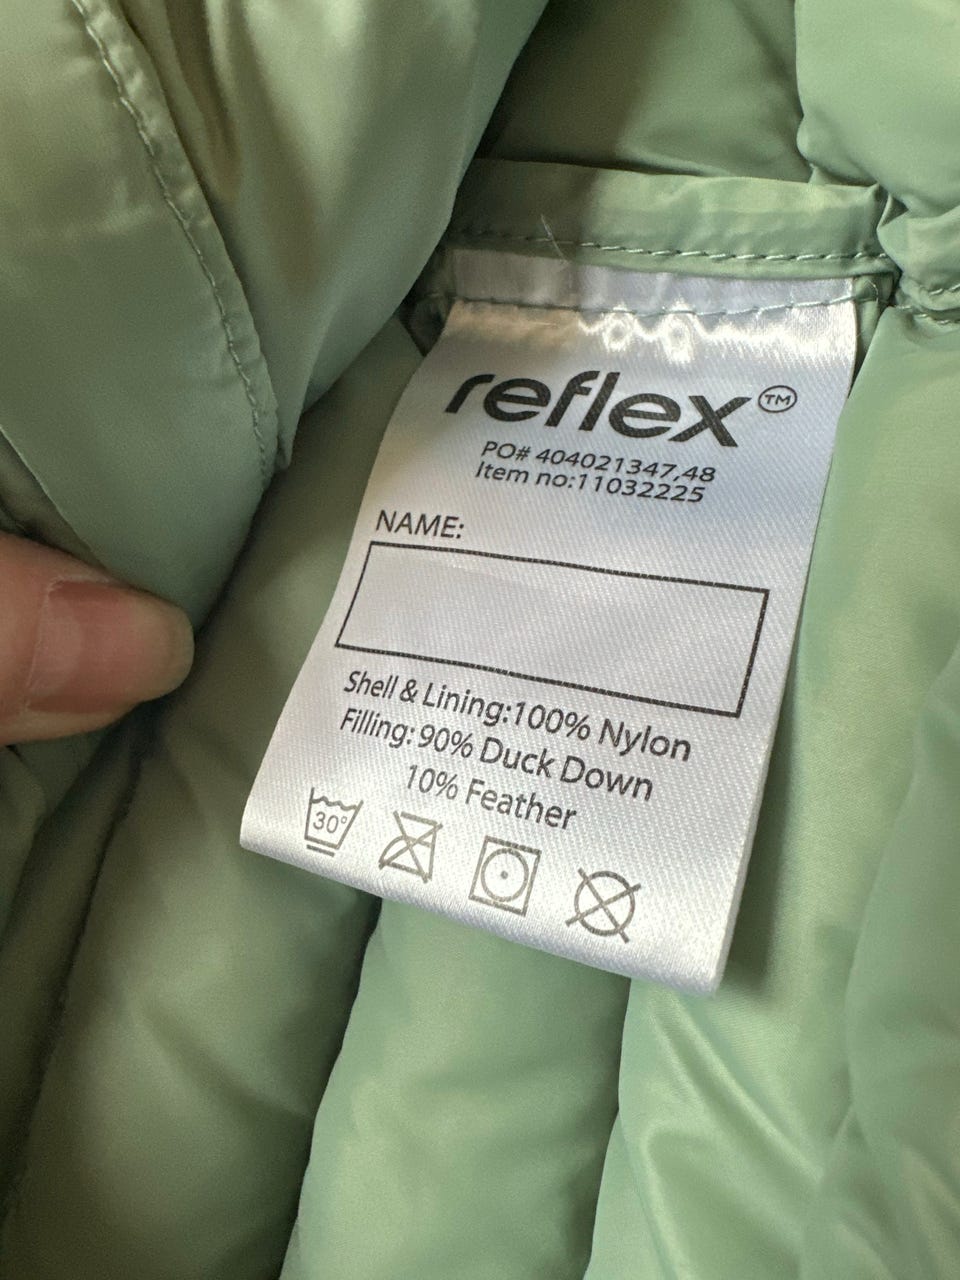 reflex™
PO# 404021347,48
Item no:11032225
NAME:
Shell & Lining:100% Nylon
Filling: 90% Duck Down
10% Feather
30°